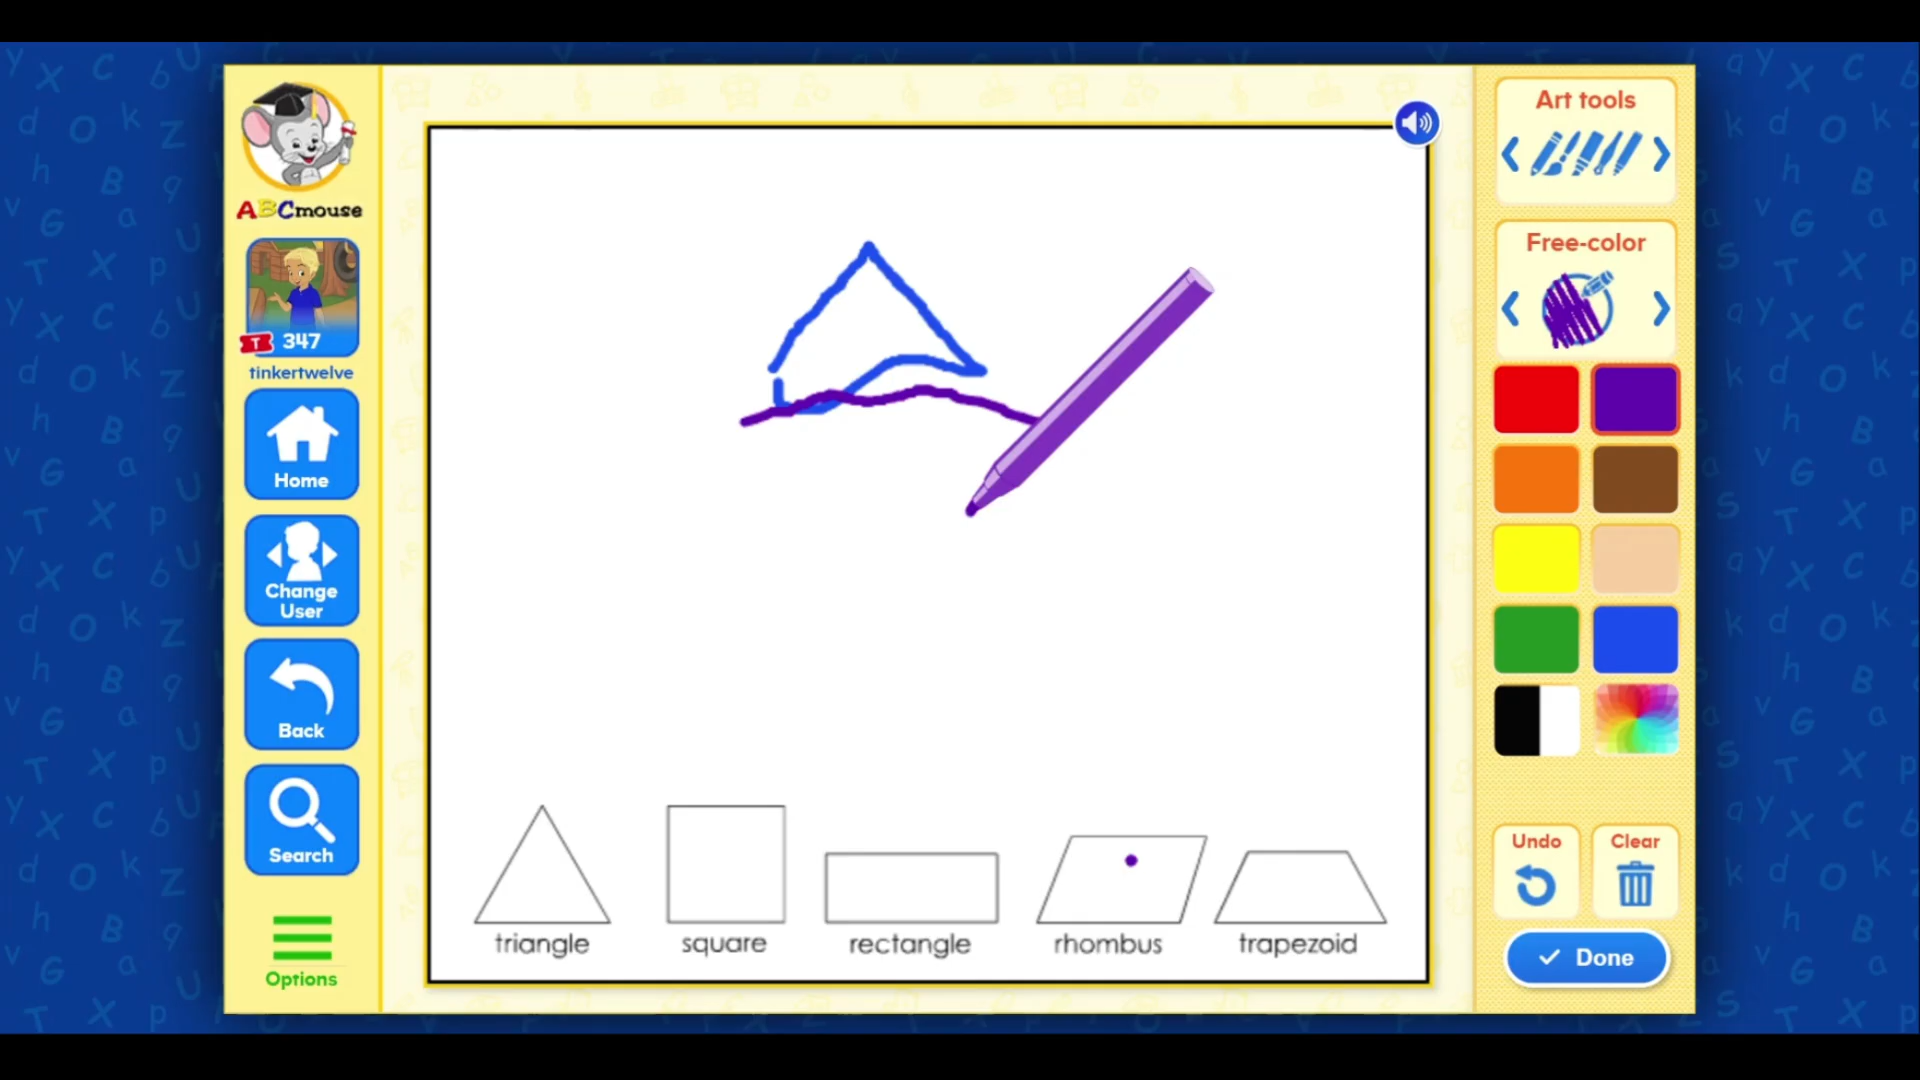 ABCmouse
T 347
tinkertwelve
Home
Change
User
Back
Search
Options
triangle
square
rectangle
rhombus
trapezoid
Art tools
Free-color
Undo
Clear
Done